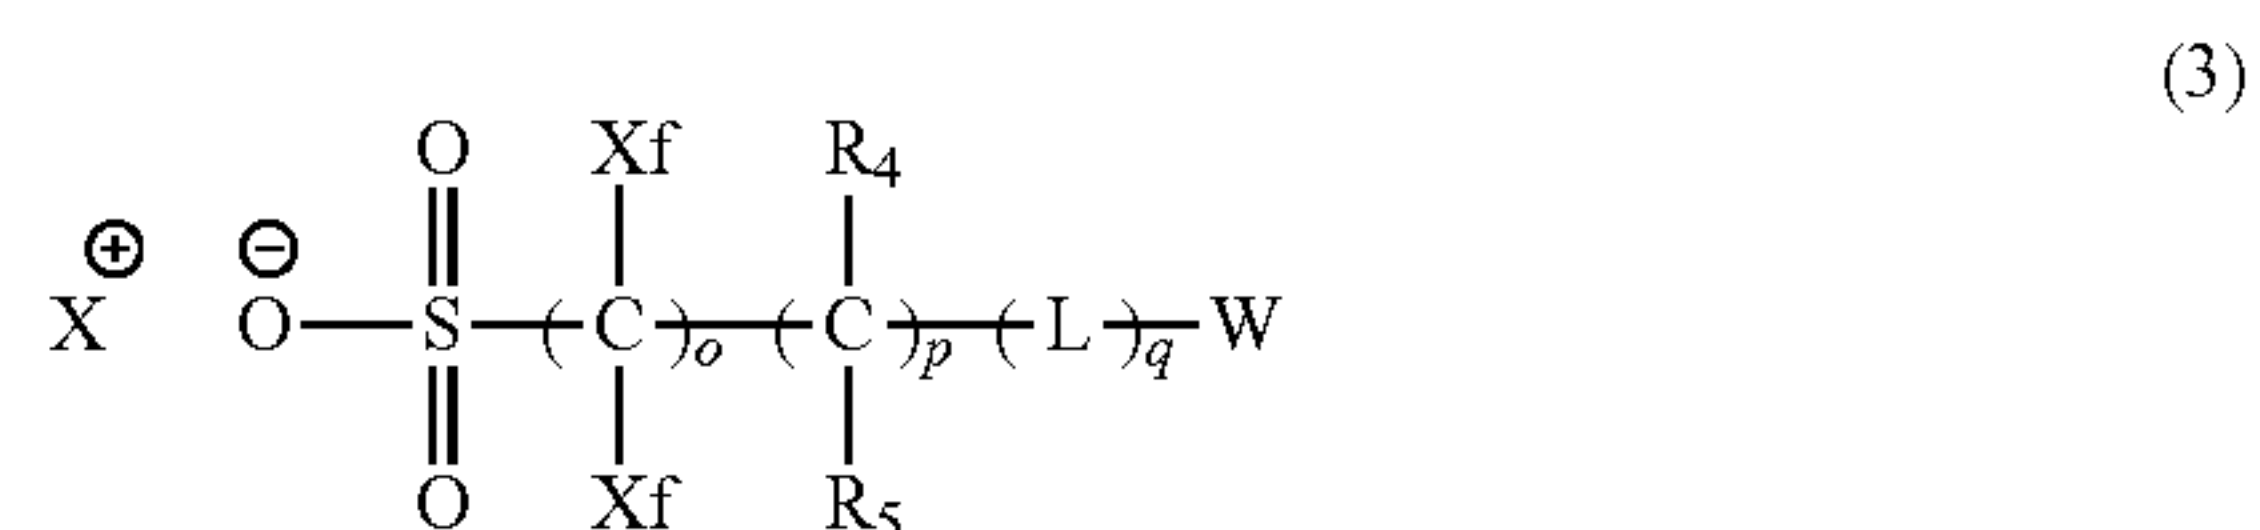 (3)
O Xf R4
⊕ ⊖
X O S (C)o (C)p (L)q W
O Xf R5